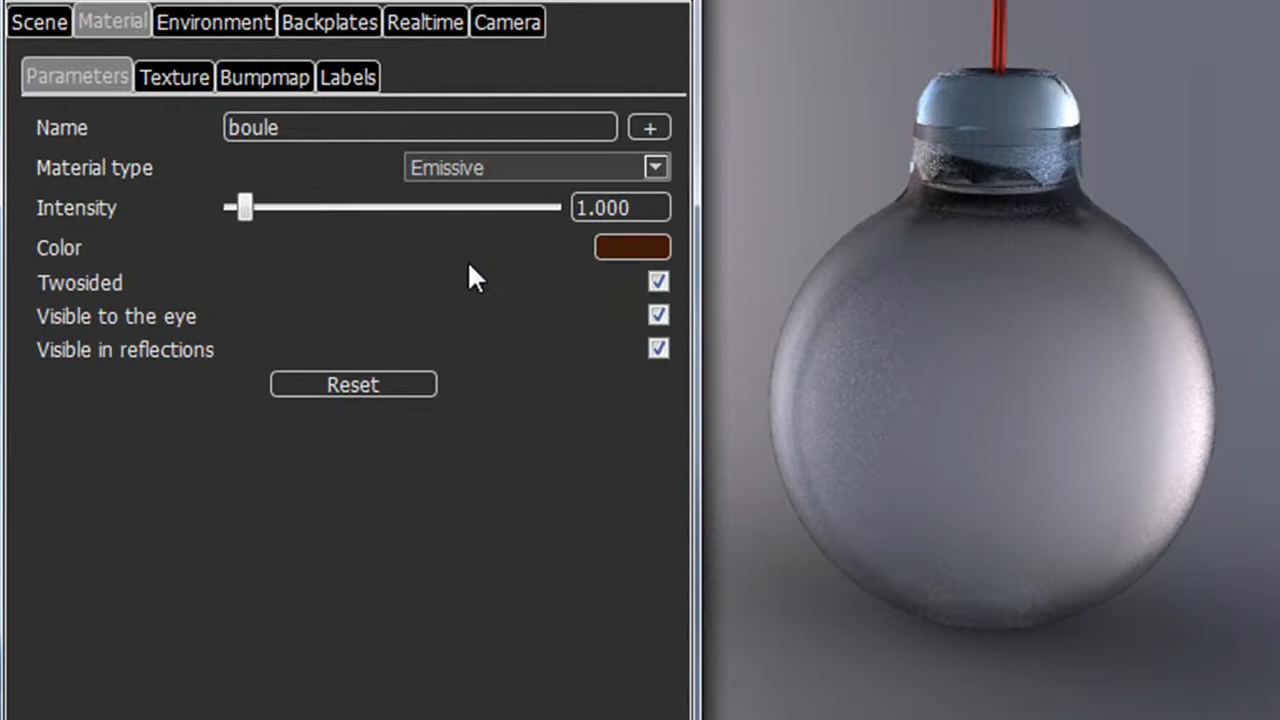 Scene Material Environment Backplates Realtime Camera
Parameters Texture Bumpmap Labels
Name boule +
Material type Emissive
Intensity 1.000
Color
Twosided
Visible to the eye
Visible in reflections
Reset